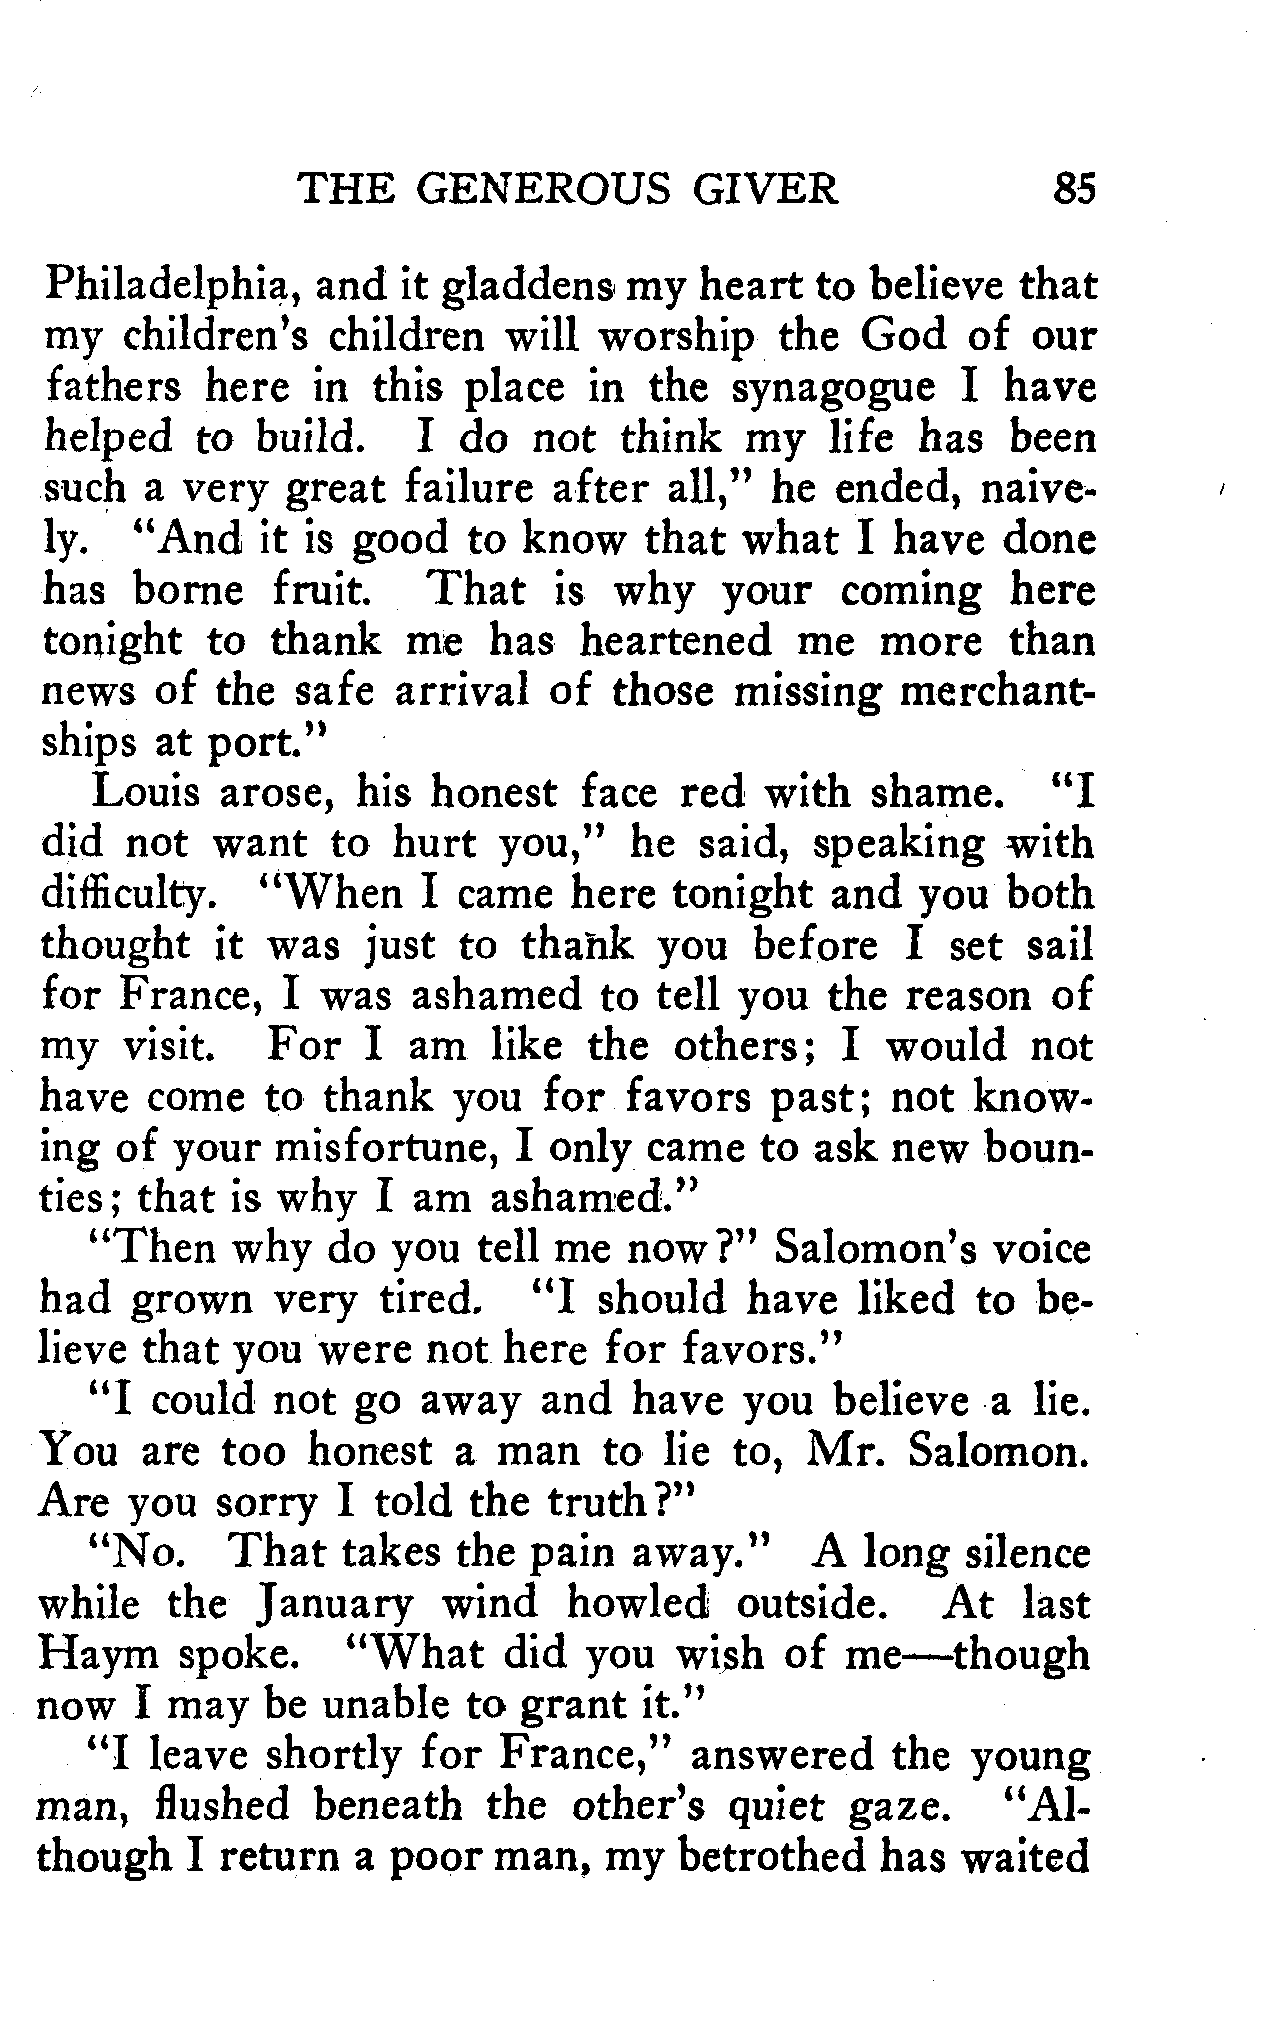 THE GENEROUS GIVER 85
Philadelphia, and it gladdens my heart to believe that
my children's children will worship the God of our
fathers here in this place in the synagogue I have
helped to build. I do not think my life has been
such a very great failure after all," he ended, naive-
ly. "And it is good to know that what I have done
has borne fruit. That is why your coming here
tonight to thank me has heartened me more than
news of the safe arrival of those missing merchant-
ships at port."
Louis arose, his honest face red with shame. "I
did not want to hurt you," he said, speaking with
difficulty. "When I came here tonight and you both
thought it was just to thank you before I set sail
for France, I was ashamed to tell you the reason of
my visit. For I am like the others; I would not
have come to thank you for favors past; not know-
ing of your misfortune, I only came to ask new boun-
ties; that is why I am ashamed."
"Then why do you tell me now?" Salomon's voice
had grown very tired. "I should have liked to be-
lieve that you were not here for favors."
"I could not go away and have you believe a lie.
You are too honest a man to lie to, Mr. Salomon.
Are you sorry I told the truth?"
"No. That takes the pain away." A long silence
while the January wind howled outside. At last
Haym spoke. "What did you wish of me—though
now I may be unable to grant it."
"I leave shortly for France," answered the young
man, flushed beneath the other's quiet gaze. "Al-
though I return a poor man, my betrothed has waited